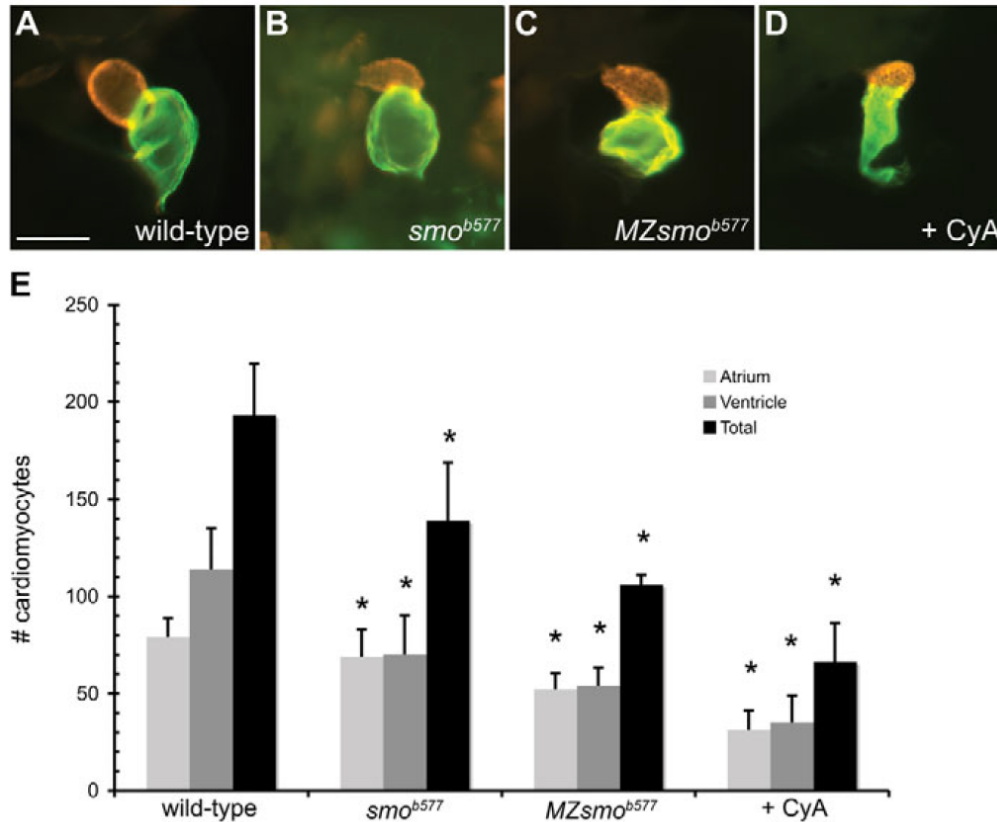 A
wild-type
B
smo^b577
C
MZsmo^b577
D
+ CyA
E
# cardiomyocytes
250
200
150
100
50
0
Atrium
Ventricle
Total
*
*
*
*
*
*
*
*
*
wild-type
smo^b577
MZsmo^b577
+ CyA